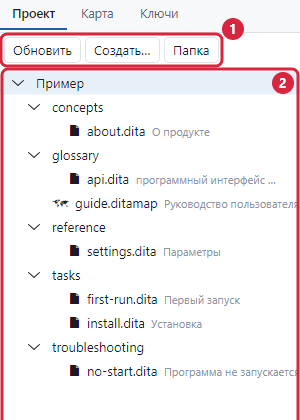 Проект Карта Ключи
1
Обновить Создать... Папка
2
Пример
concepts
about.dita О продукте
glossary
api.dita программный интерфейс ...
guide.ditamap Руководство пользователя
reference
settings.dita Параметры
tasks
first-run.dita Первый запуск
install.dita Установка
troubleshooting
no-start.dita Программа не запускается